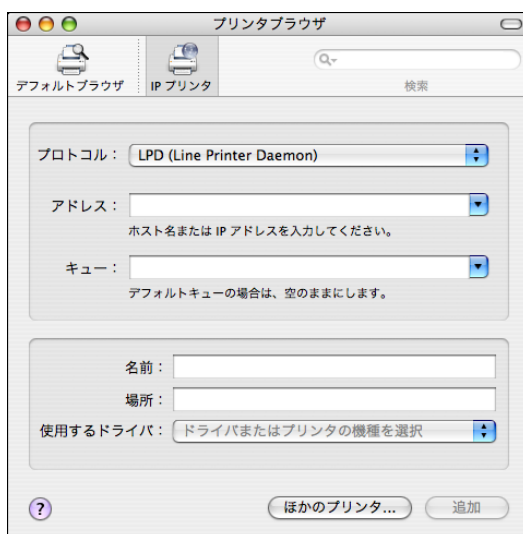 プリンタブラウザ
デフォルトブラウザ
IP プリンタ
検索
プロトコル：
LPD (Line Printer Daemon)
アドレス：
ホスト名または IP アドレスを入力してください。
キュー：
デフォルトキューの場合は、空のままにします。
名前：
場所：
使用するドライバ：
ドライバまたはプリンタの機種を選択
?
ほかのプリンタ...
追加